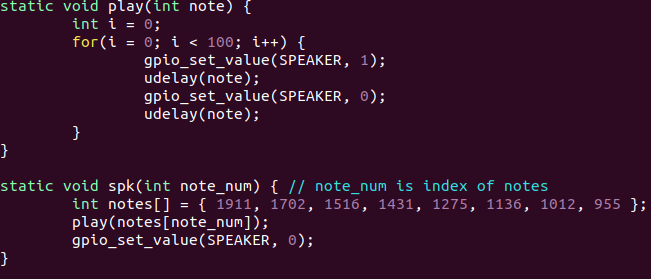 static void play(int note) {
        int i = 0;
        for(i = 0; i < 100; i++) {
                gpio_set_value(SPEAKER, 1);
                udelay(note);
                gpio_set_value(SPEAKER, 0);
                udelay(note);
        }
}

static void spk(int note_num) { // note_num is index of notes
        int notes[] = { 1911, 1702, 1516, 1431, 1275, 1136, 1012, 955 };
        play(notes[note_num]);
        gpio_set_value(SPEAKER, 0);
}